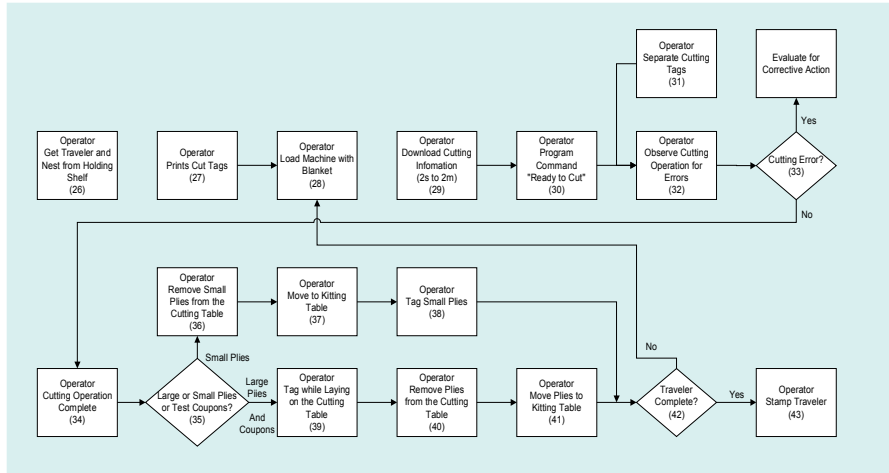 Operator
Separate Cutting
Tags
(31)
Evaluate for
Corrective Action
Yes
Operator
Get Traveler and
Nest from Holding
Shelf
(26)
Operator
Prints Cut Tags
(27)
Operator
Load Machine with
Blanket
(28)
Operator
Download Cutting
Infomation
(2s to 2m)
(29)
Operator
Program
Command
"Ready to Cut"
(30)
Operator
Observe Cutting
Operation for
Errors
(32)
Cutting Error?
(33)
No
Operator
Remove Small
Plies from the
Cutting Table
(36)
Operator
Move to Kitting
Table
(37)
Operator
Tag Small Plies
(38)
Small Plies
No
Operator
Cutting Operation
Complete
(34)
Large or Small Plies
or Test Coupons?
(35)
Large
Plies
And
Coupons
Operator
Tag while Laying
on the Cutting
Table
(39)
Operator
Remove Plies
from the Cutting
Table
(40)
Operator
Move Plies to
Kitting Table
(41)
Traveler
Complete?
(42)
Yes
Operator
Stamp Traveler
(43)